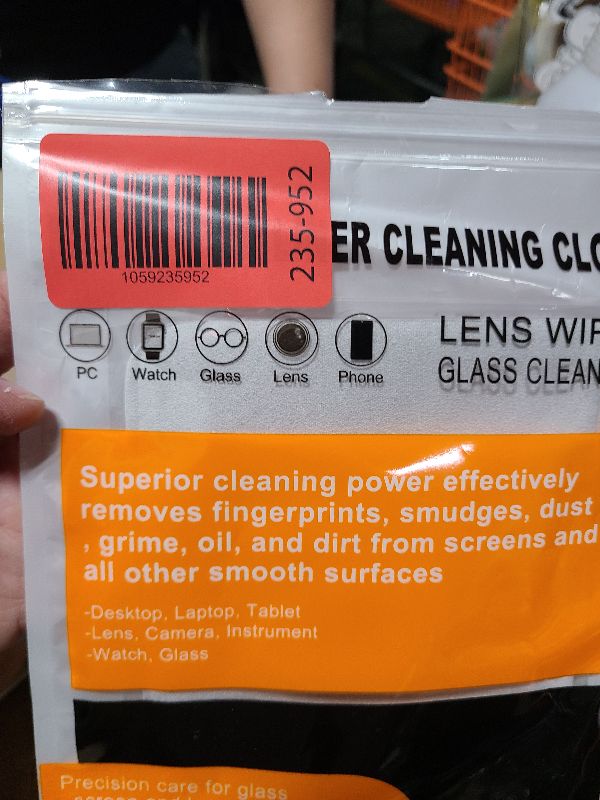 1059235952
235-952
ER CLEANING CLO
PC Watch Glass Lens Phone
LENS WIP
GLASS CLEAN
Superior cleaning power effectively
removes fingerprints, smudges, dust
, grime, oil, and dirt from screens and
all other smooth surfaces
-Desktop, Laptop, Tablet
-Lens, Camera, Instrument
-Watch, Glass
Precision care for glass